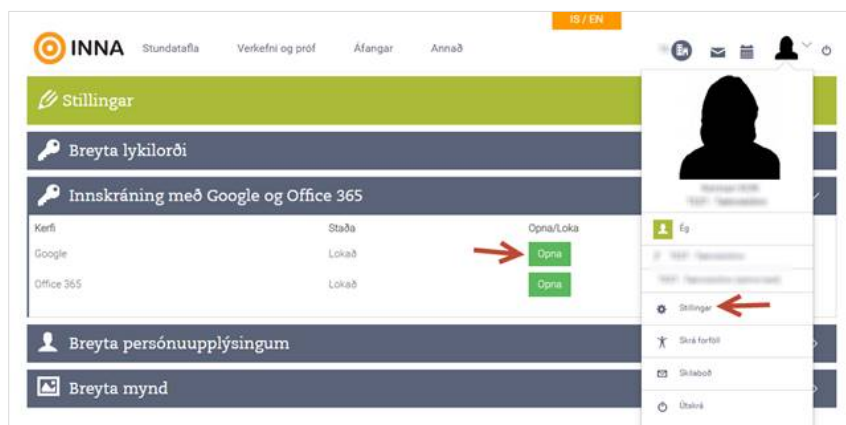 IS / EN
INNA Stundatafla Verkefni og próf Áfangar Annað
Stillingar
Breyta lykilorði
Innskráning með Google og Office 365
Kerfi Staða Opna/Loka
Google Lokað Opna
Office 365 Lokað Opna
Breyta persónuupplýsingum
Breyta mynd
Ég
Stillingar
Skrá forföll
Skilaboð
Útskrá